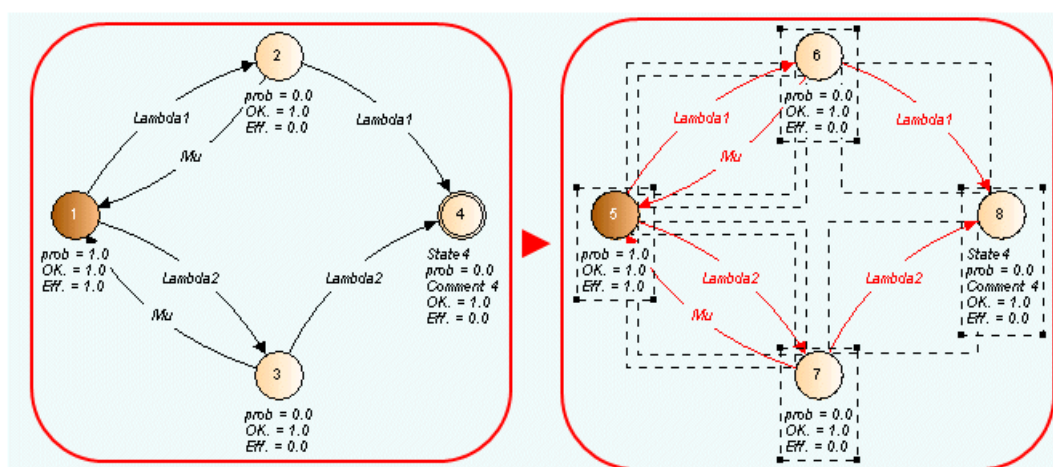 2
prob = 0.0
OK. = 1.0
Eff. = 0.0
Lambda1
Lambda1
Mu
1
prob = 1.0
OK. = 1.0
Eff. = 1.0
4
State4
prob = 0.0
Comment 4
OK. = 1.0
Eff. = 0.0
Lambda2
Lambda2
Mu
3
prob = 0.0
OK. = 1.0
Eff. = 0.0
6
prob = 0.0
OK. = 1.0
Eff. = 0.0
Lambda1
Lambda1
Mu
5
prob = 1.0
OK. = 1.0
Eff. = 1.0
8
State4
prob = 0.0
Comment 4
OK. = 1.0
Eff. = 0.0
Lambda2
Lambda2
Mu
7
prob = 0.0
OK. = 1.0
Eff. = 0.0